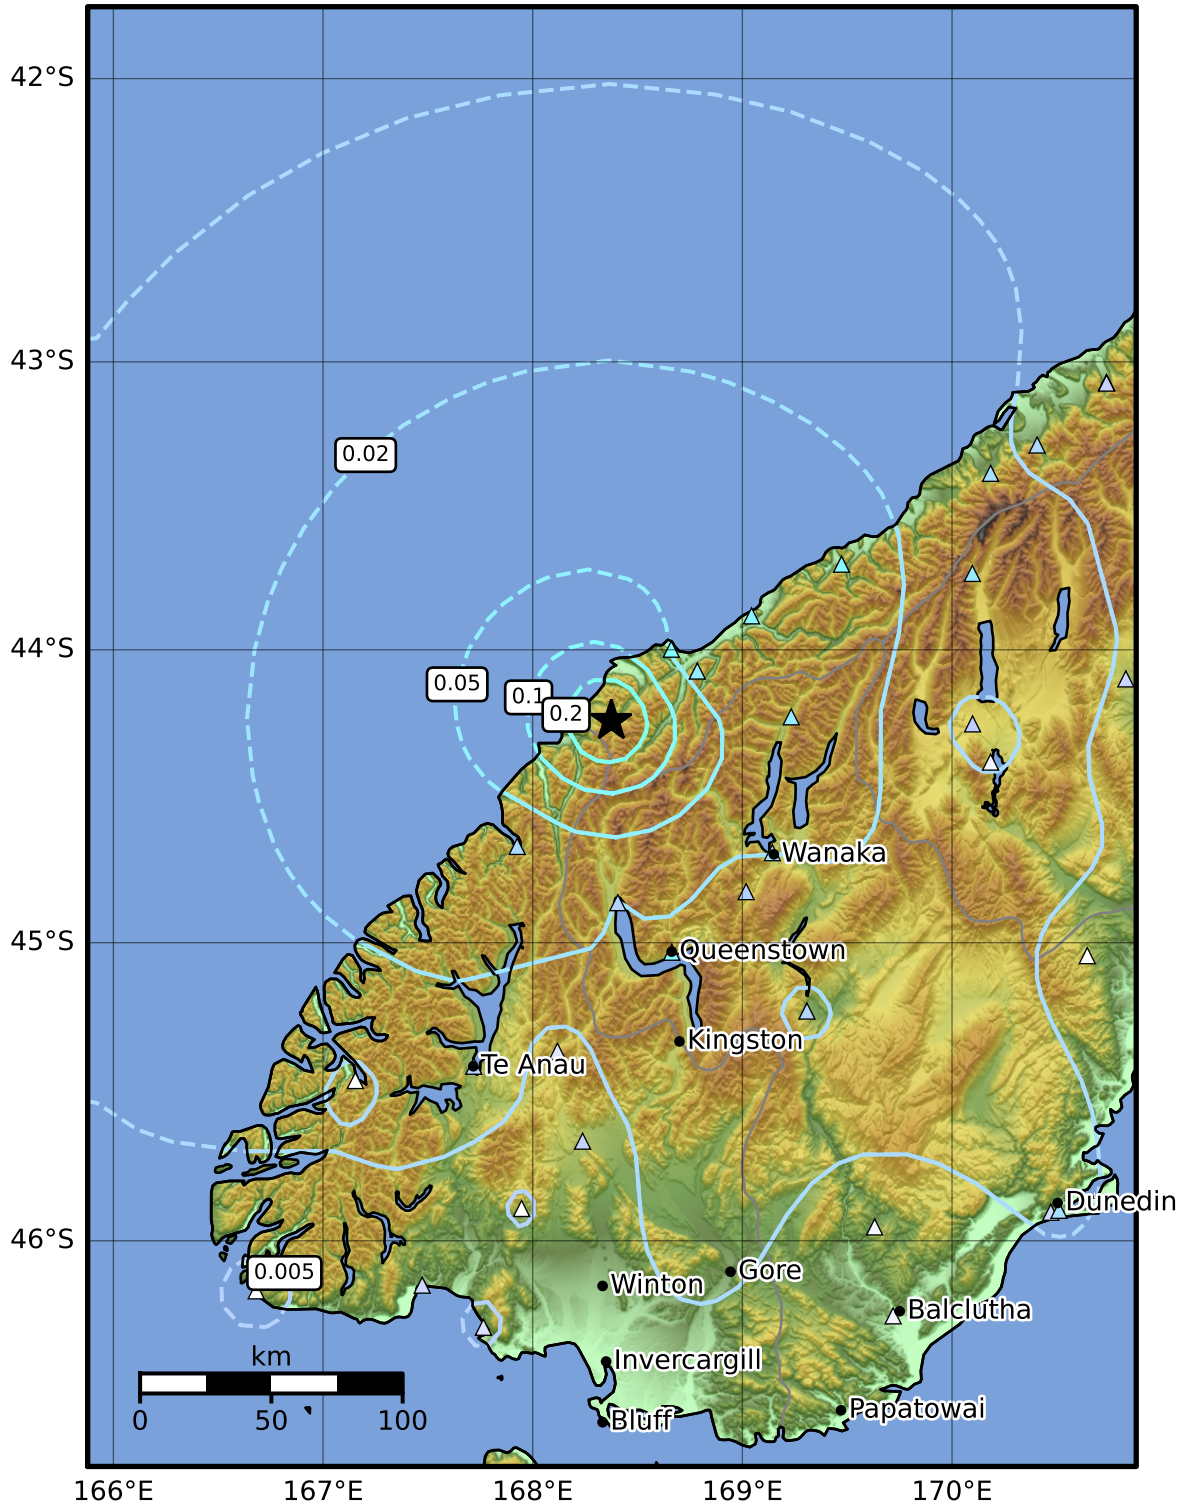 42°S
43°S
0.02
44°S
0.05
0.1
0.2
Wanaka
45°S
Queenstown
Kingston
Te Anau
Dunedin
46°S
0.005
Gore
Winton
Balclutha
km
Invercargill
Papatowai
0 50 100
Bluff
166°E 167°E 168°E 169°E 170°E